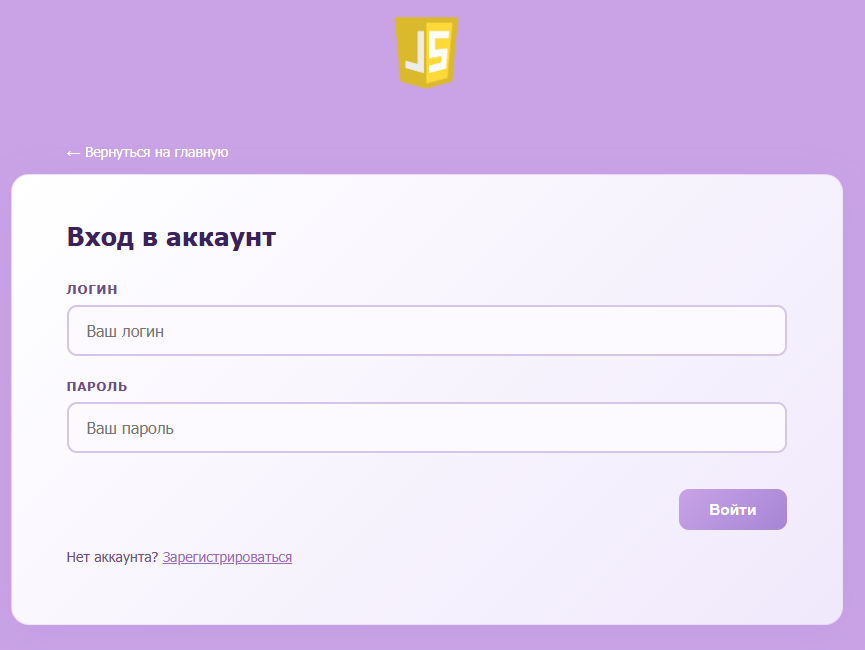 JS
← Вернуться на главную
Вход в аккаунт
ЛОГИН
Ваш логин
ПАРОЛЬ
Ваш пароль
Войти
Нет аккаунта? Зарегистрироваться